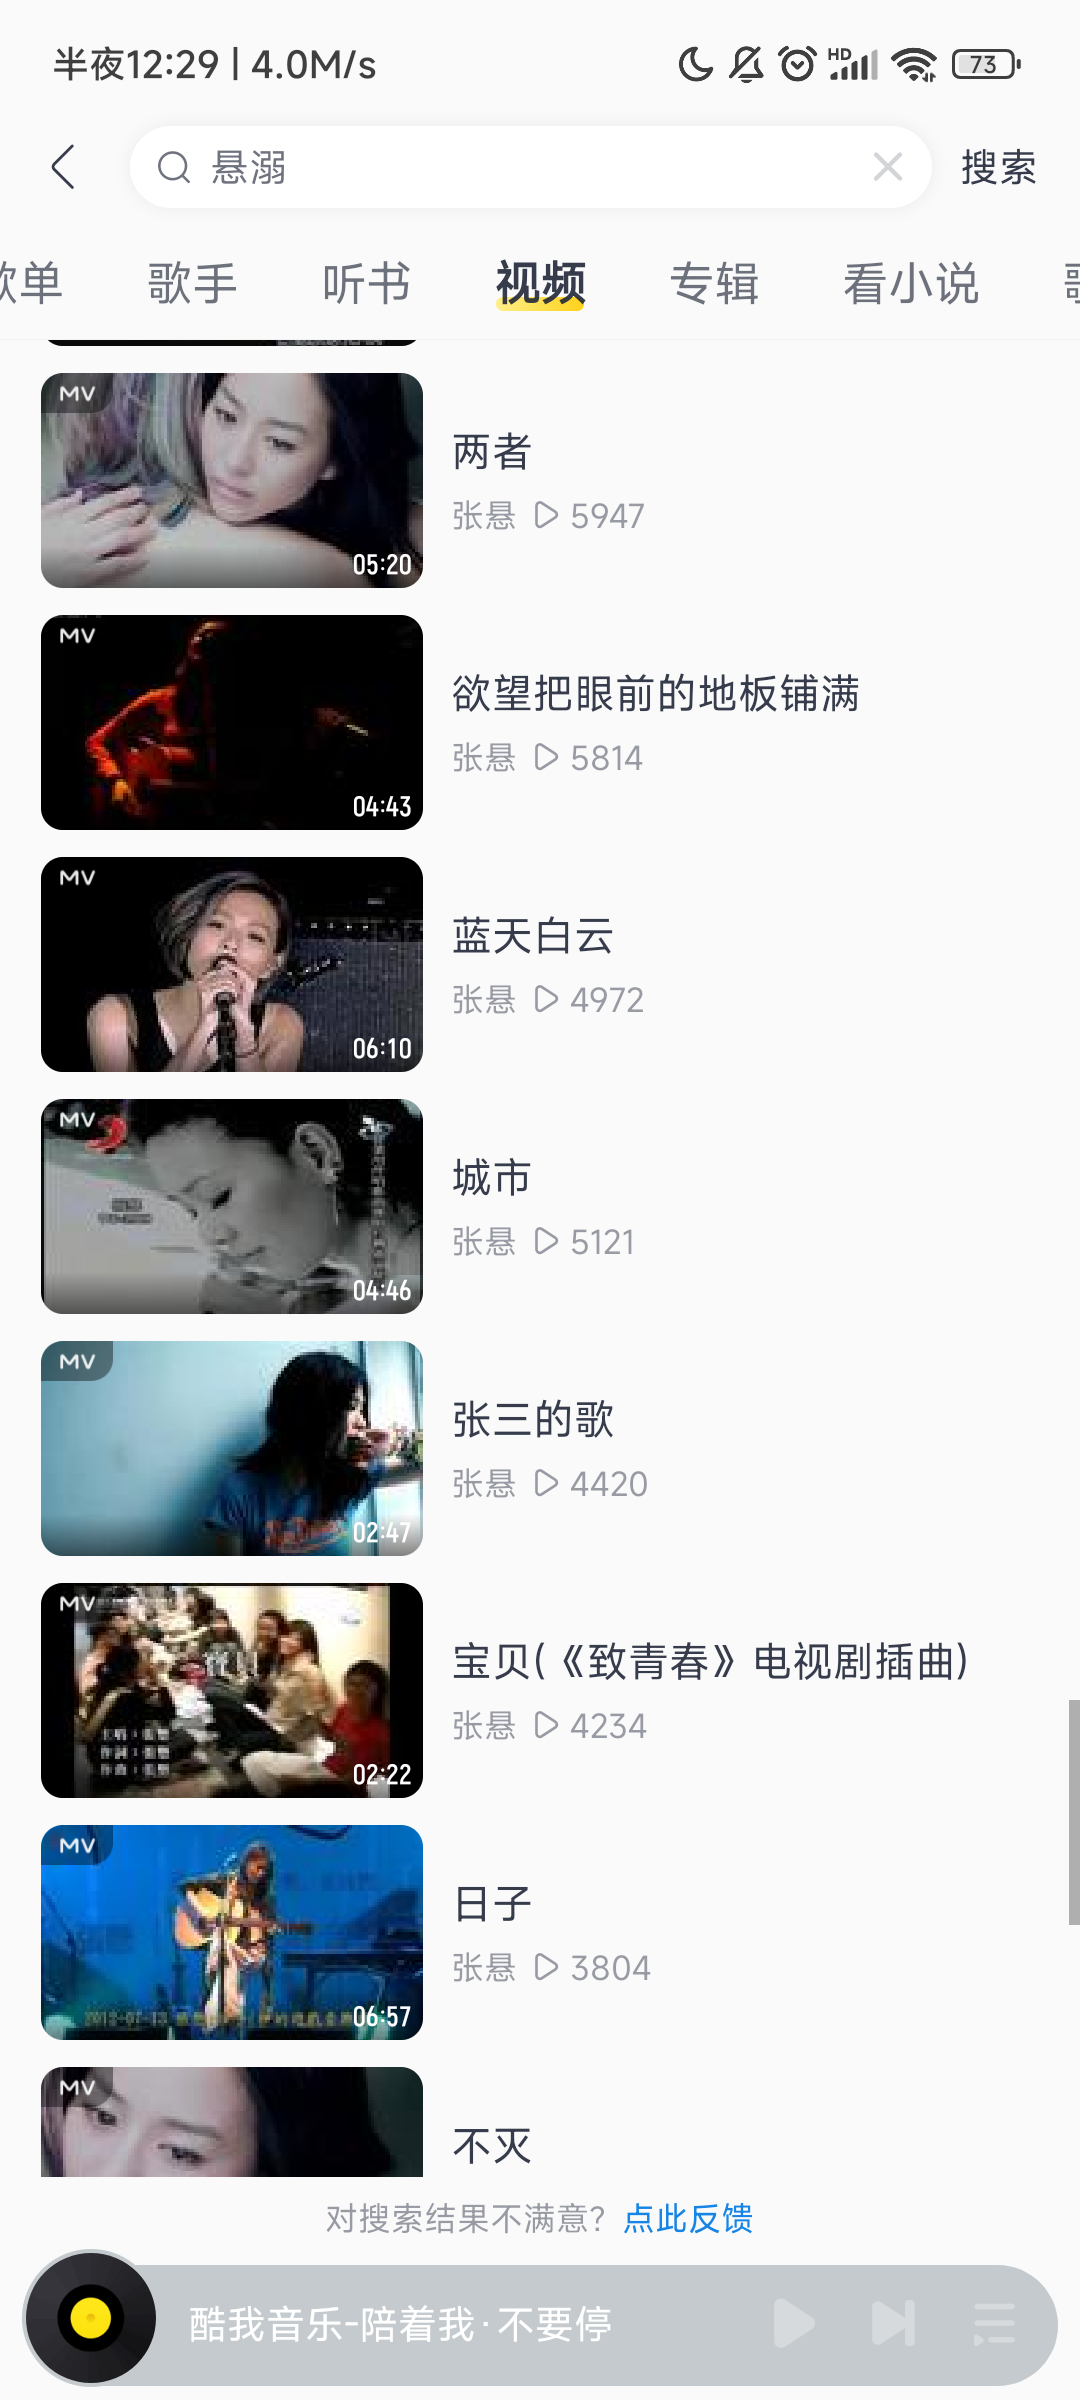 半夜12:29 | 4.0M/s HD 73
悬溺 搜索
歌单 歌手 听书 视频 专辑 看小说
MV
两者
张悬 5947
05:20
MV
欲望把眼前的地板铺满
张悬 5814
04:43
MV
蓝天白云
张悬 4972
06:10
MV
城市
张悬 5121
04:46
MV
张三的歌
张悬 4420
02:47
MV
宝贝(《致青春》电视剧插曲)
张悬 4234
02:22
MV
日子
张悬 3804
06:57
MV
不灭
对搜索结果不满意? 点此反馈
酷我音乐-陪着我·不要停